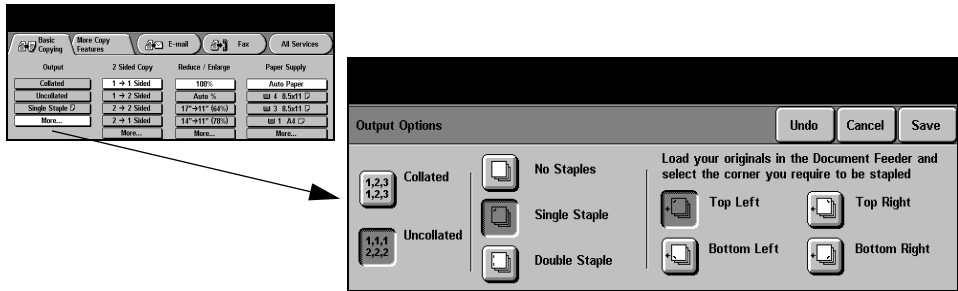 Basic Copying
More Copy Features
E-mail
Fax
All Services
Output
2 Sided Copy
Reduce / Enlarge
Paper Supply
Collated
1 → 1 Sided
100%
Auto Paper
Uncollated
1 → 2 Sided
Auto %
4 8.5x11
Single Staple
2 → 2 Sided
17"→11" (64%)
3 8.5x11
More...
2 → 1 Sided
14"→11" (78%)
1 A4
More...
More...
More...
Output Options
Undo
Cancel
Save
1,2,3
1,2,3
Collated
1,1,1
2,2,2
Uncollated
No Staples
Single Staple
Double Staple
Load your originals in the Document Feeder and
select the corner you require to be stapled
Top Left
Top Right
Bottom Left
Bottom Right